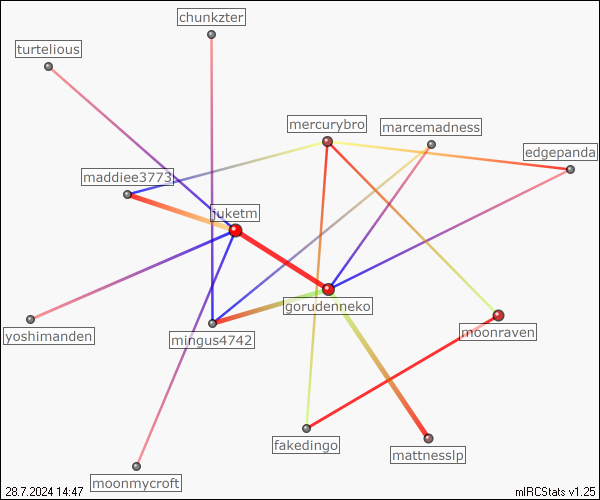 chunkzter
turtelious
mercurybro
marcemadness
edgepanda
maddiee3773
juketm
gorudenneko
moonraven
yoshimanden
mingus4742
fakedingo
mattnesslp
moonmycroft
28.7.2024 14:47
mIRCStats v1.25